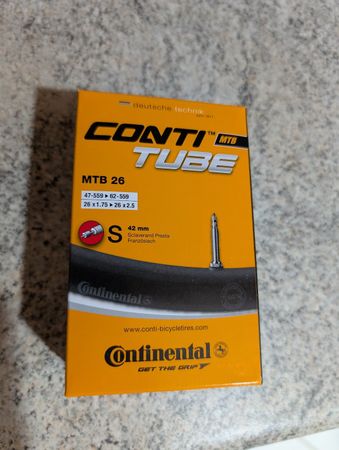 deutsche technik
CONTI™ MTB
TUBE
MTB 26
47-559 ▸ 62-559
26 x 1.75 ▸ 26 x 2.5
S
42 mm
Sclaverand Presta
Französisch
Continental
www.conti-bicycletires.com
Continental
GET THE GRIP